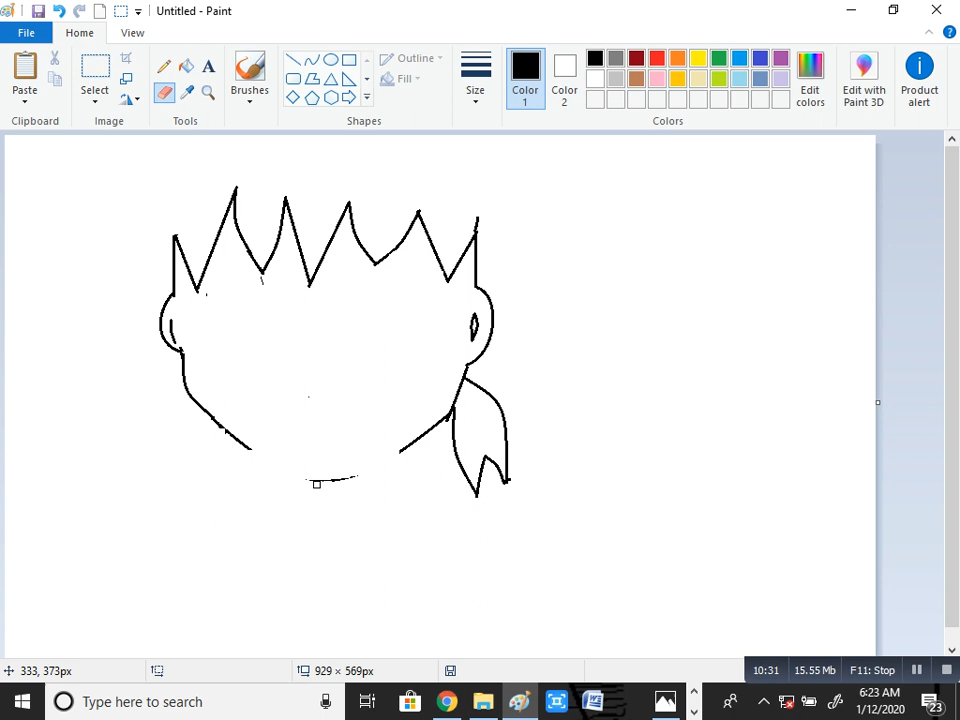 Untitled - Paint
File
Home
View
Paste
Select
Brushes
Outline
Fill
Size
Color 1
Color 2
Edit colors
Edit with Paint 3D
Product alert
Clipboard
Image
Tools
Shapes
Colors
333, 373px
929 × 569px
10:31
15.55 Mb
F11: Stop
Type here to search
6:23 AM
1/12/2020
23